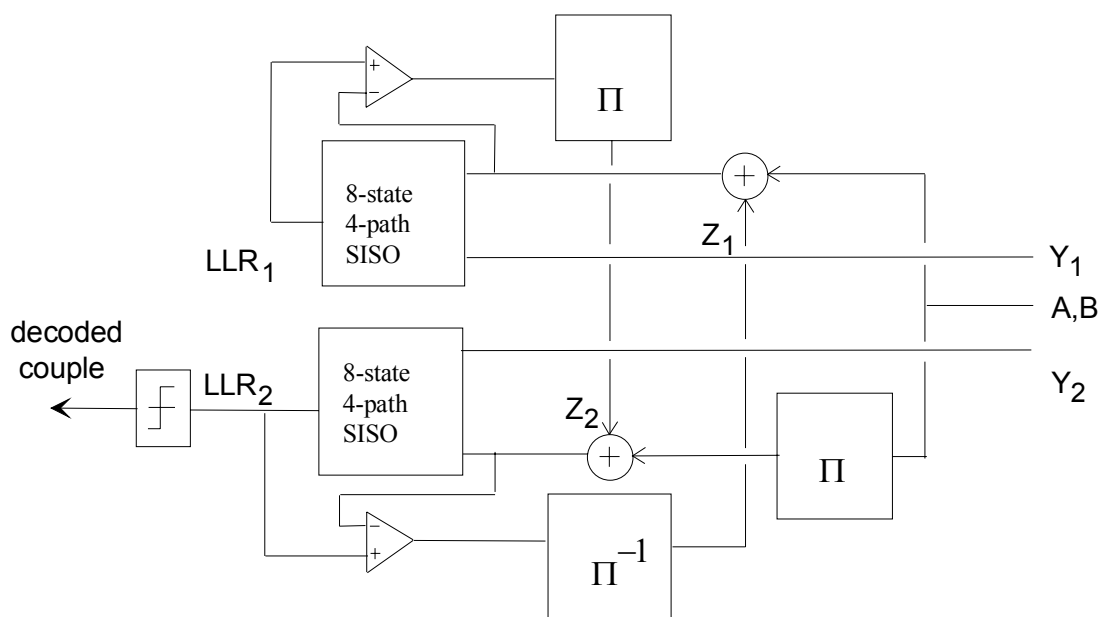 +
−
Π
8-state
4-path
SISO
+
Z1
LLR1
Y1
A,B
decoded
couple
LLR2
8-state
4-path
SISO
Y2
Z2
+
Π
−
+
Π−1